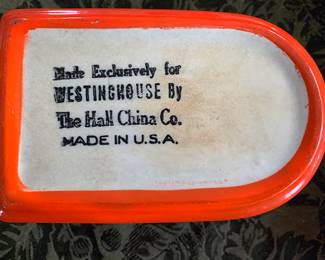 Made Exclusively for
WESTINGHOUSE By
The Hall China Co.
MADE IN U.S.A.